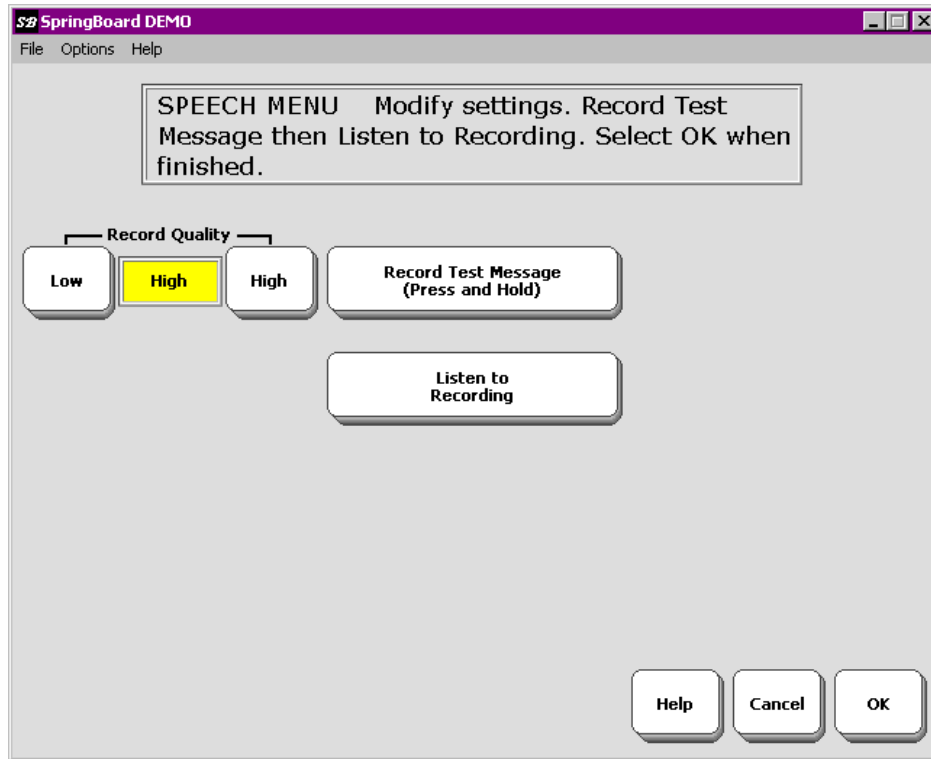 SB SpringBoard DEMO
File Options Help
SPEECH MENU Modify settings. Record Test
Message then Listen to Recording. Select OK when
finished.
Record Quality
Low High High
Record Test Message
(Press and Hold)
Listen to
Recording
Help Cancel OK